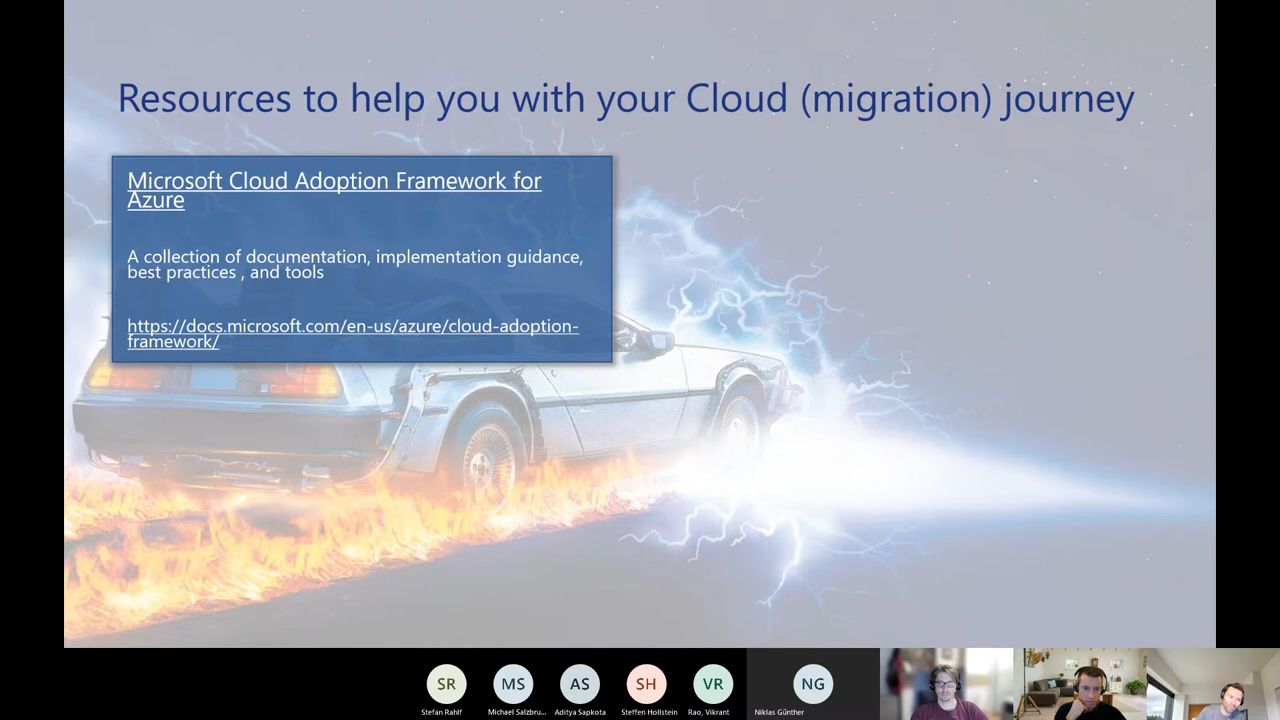 Resources to help you with your Cloud (migration) journey
Microsoft Cloud Adoption Framework for
Azure
A collection of documentation, implementation guidance,
best practices , and tools
https://docs.microsoft.com/en-us/azure/cloud-adoption-
framework/
SR
MS
AS
SH
VR
NG
Stefan Rahlf
Michael Salzbru...
Aditya Sapkota
Steffen Hollstein
Rao, Vikrant
Niklas Günther